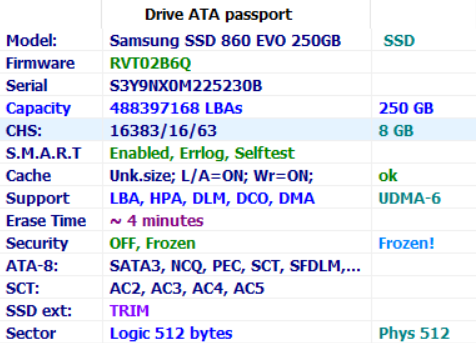 Drive ATA passport
Model: Samsung SSD 860 EVO 250GB SSD
Firmware RVT02B6Q
Serial S3Y9NX0M225230B
Capacity 488397168 LBAs 250 GB
CHS: 16383/16/63 8 GB
S.M.A.R.T Enabled, Errlog, Selftest
Cache Unk.size; L/A=ON; Wr=ON; ok
Support LBA, HPA, DLM, DCO, DMA UDMA-6
Erase Time ~ 4 minutes
Security OFF, Frozen Frozen!
ATA-8: SATA3, NCQ, PEC, SCT, SFDLM,...
SCT: AC2, AC3, AC4, AC5
SSD ext: TRIM
Sector Logic 512 bytes Phys 512